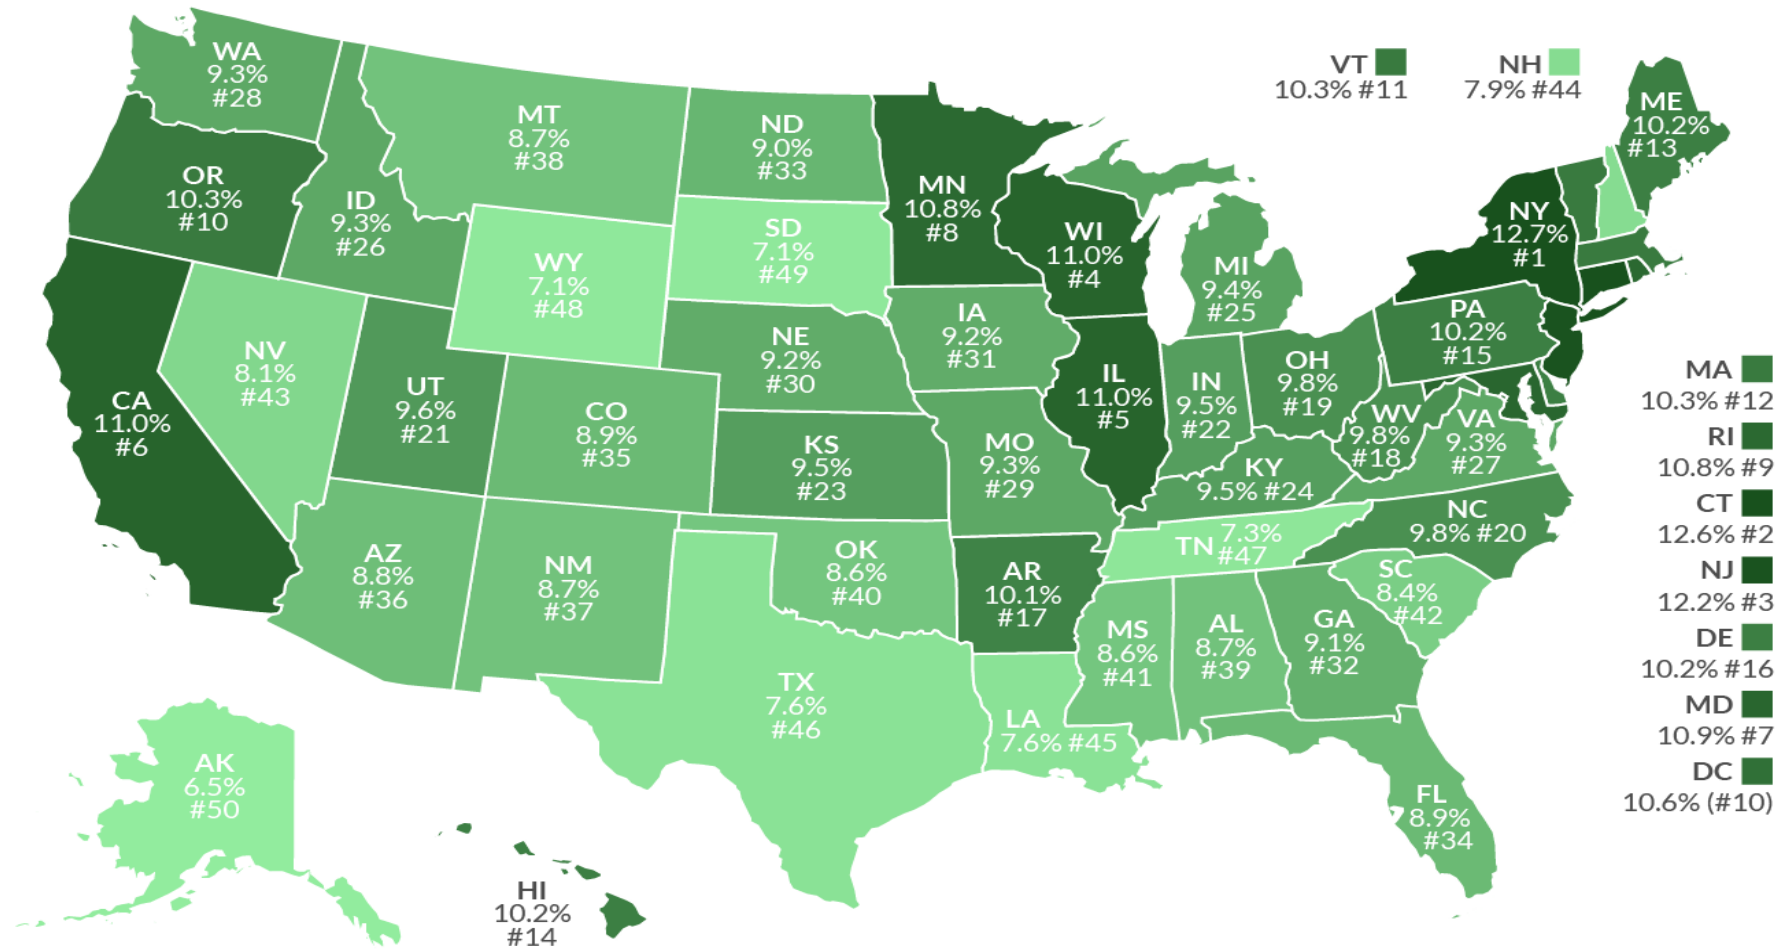 WA
9.3%
#28
OR
10.3%
#10
CA
11.0%
#6
NV
8.1%
#43
ID
9.3%
#26
MT
8.7%
#38
WY
7.1%
#48
UT
9.6%
#21
CO
8.9%
#35
AZ
8.8%
#36
NM
8.7%
#37
ND
9.0%
#33
SD
7.1%
#49
NE
9.2%
#30
KS
9.5%
#23
OK
8.6%
#40
TX
7.6%
#46
MN
10.8%
#8
IA
9.2%
#31
MO
9.3%
#29
AR
10.1%
#17
LA
7.6% #45
WI
11.0%
#4
IL
11.0%
#5
MI
9.4%
#25
IN
9.5%
#22
OH
9.8%
#19
KY
9.5% #24
TN 7.3%
#47
MS
8.6%
#41
AL
8.7%
#39
GA
9.1%
#32
FL
8.9%
#34
SC
8.4%
#42
NC
9.8% #20
VA
9.3%
#27
WV
9.8%
#18
PA
10.2%
#15
NY
12.7%
#1
ME
10.2%
#13
VT
10.3% #11
NH
7.9% #44
MA
10.3% #12
RI
10.8% #9
CT
12.6% #2
NJ
12.2% #3
DE
10.2% #16
MD
10.9% #7
DC
10.6% (#10)
AK
6.5%
#50
HI
10.2%
#14